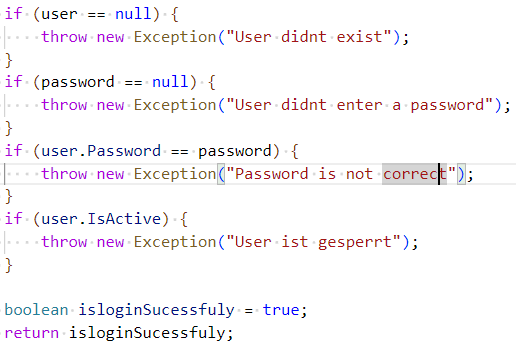 if (user == null) {
throw new Exception("User didnt exist");
}
if (password == null) {
throw new Exception("User didnt enter a password");
}
if (user.Password == password) {
throw new Exception("Password is not correct");
}
if (user.IsActive) {
throw new Exception("User ist gesperrt");
}
boolean isloginSucessfuly = true;
return isloginSucessfuly;